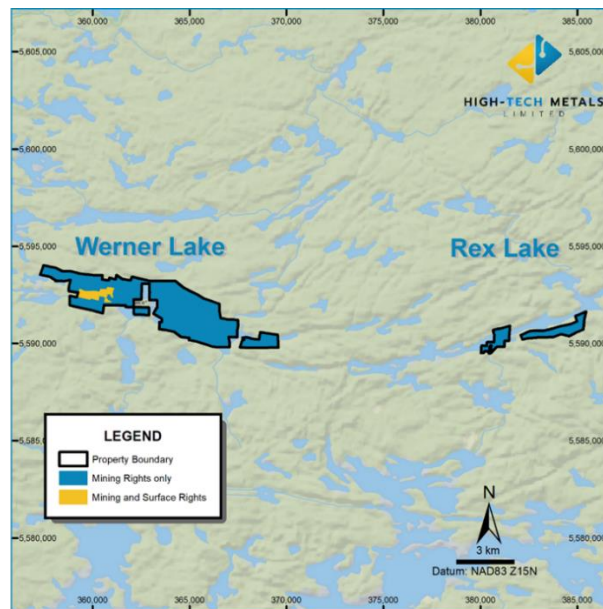 360,000 365,000 370,000 375,000 380,000 385,000
5,605,000 5,605,000
HIGH-TECH METALS
LIMITED
5,600,000 5,600,000
5,595,000 5,595,000
Werner Lake Rex Lake
5,590,000 5,590,000
LEGEND
Property Boundary
Mining Rights only
Mining and Surface Rights
5,585,000 5,585,000
N
3 km
Datum: NAD83 Z15N
5,580,000 5,580,000
360,000 365,000 370,000 375,000 380,000 385,000